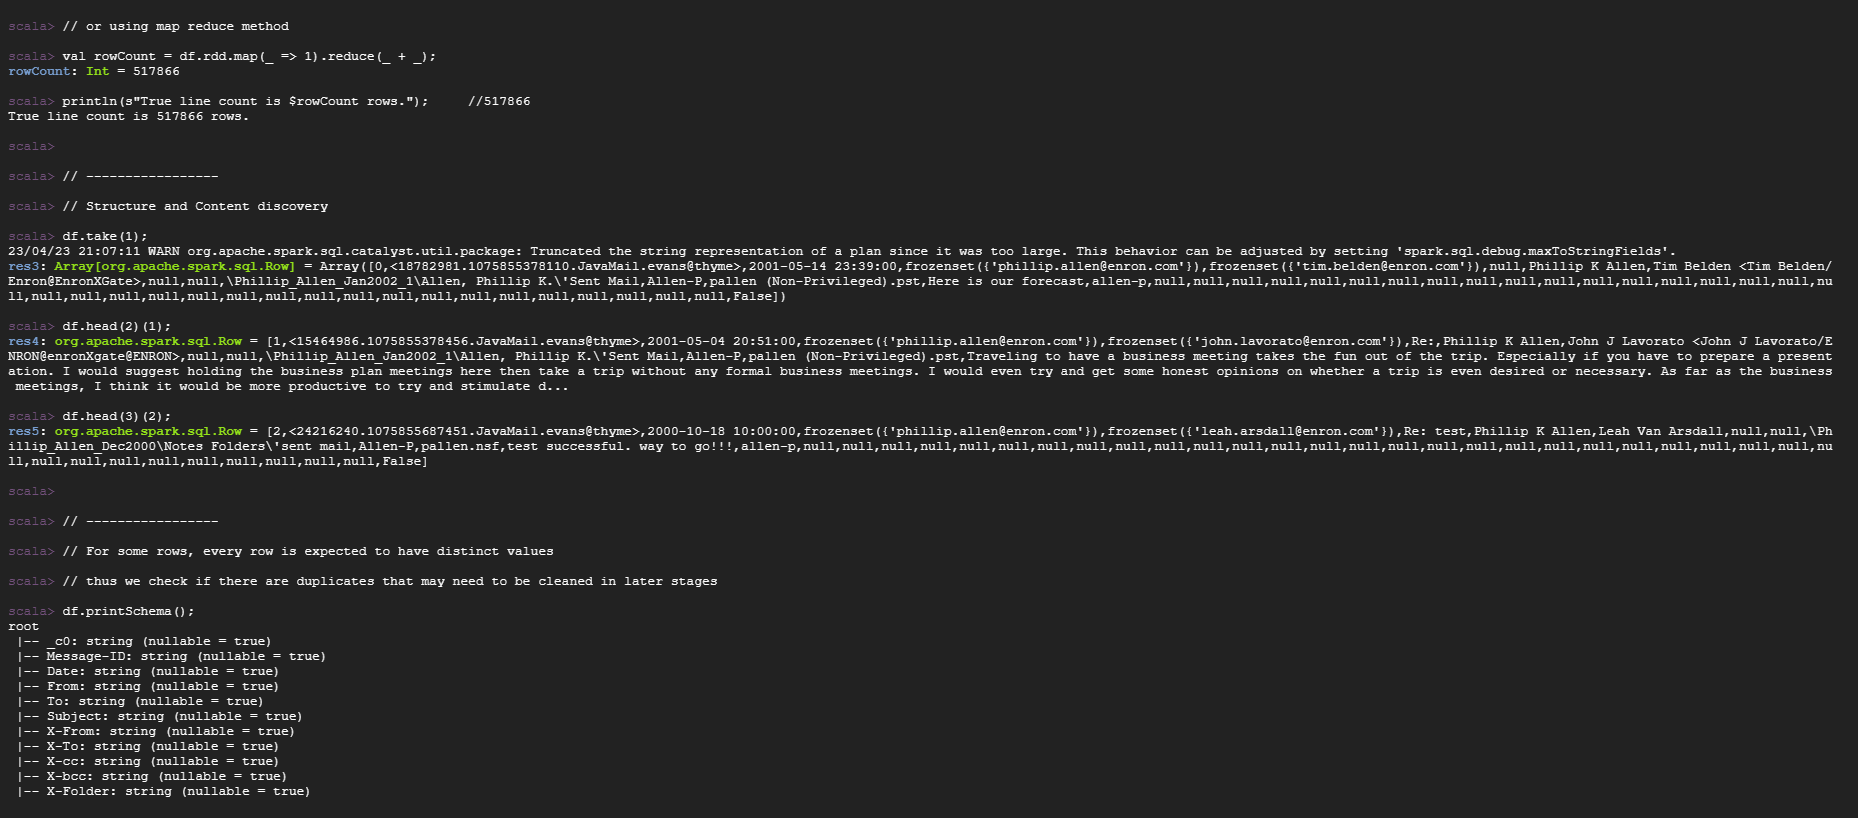 scala> // or using map reduce method
scala> val rowCount = df.rdd.map(_ => 1).reduce(_ + _);
rowCount: Int = 517866
scala> println(s"True line count is $rowCount rows.");     //517866
True line count is 517866 rows.
scala>
scala> // -----------------
scala> // Structure and Content discovery
scala> df.take(1);
23/04/23 21:07:11 WARN org.apache.spark.sql.catalyst.util.package: Truncated the string representation of a plan since it was too large. This behavior can be adjusted by setting 'spark.sql.debug.maxToStringFields'.
res3: Array[org.apache.spark.sql.Row] = Array([0,<18782981.1075855378110.JavaMail.evans@thyme>,2001-05-14 23:39:00,frozenset({'phillip.allen@enron.com'}),frozenset({'tim.belden@enron.com'}),null,Phillip K Allen,Tim Belden <Tim Belden/
Enron@EnronXGate>,null,null,\Phillip_Allen_Jan2002_1\Allen, Phillip K.\'Sent Mail,Allen-P,pallen (Non-Privileged).pst,Here is our forecast,allen-p,null,null,null,null,null,null,null,null,null,null,null,null,null,null,null,null,null,nu
ll,null,null,null,null,null,null,null,null,null,null,null,null,null,null,null,null,null,null,False])
scala> df.head(2)(1);
res4: org.apache.spark.sql.Row = [1,<15464986.1075855378456.JavaMail.evans@thyme>,2001-05-04 20:51:00,frozenset({'phillip.allen@enron.com'}),frozenset({'john.lavorato@enron.com'}),Re:,Phillip K Allen,John J Lavorato <John J Lavorato/E
NRON@enronXgate@ENRON>,null,null,\Phillip_Allen_Jan2002_1\Allen, Phillip K.\'Sent Mail,Allen-P,pallen (Non-Privileged).pst,Traveling to have a business meeting takes the fun out of the trip. Especially if you have to prepare a present
ation. I would suggest holding the business plan meetings here then take a trip without any formal business meetings. I would even try and get some honest opinions on whether a trip is even desired or necessary. As far as the business
 meetings, I think it would be more productive to try and stimulate d...
scala> df.head(3)(2);
res5: org.apache.spark.sql.Row = [2,<24216240.1075855687451.JavaMail.evans@thyme>,2000-10-18 10:00:00,frozenset({'phillip.allen@enron.com'}),frozenset({'leah.arsdall@enron.com'}),Re: test,Phillip K Allen,Leah Van Arsdall,null,null,\Ph
illip_Allen_Dec2000\Notes Folders\'sent mail,Allen-P,pallen.nsf,test successful. way to go!!!,allen-p,null,null,null,null,null,null,null,null,null,null,null,null,null,null,null,null,null,null,null,null,null,null,null,null,null,null,nu
ll,null,null,null,null,null,null,null,null,null,False]
scala>
scala> // -----------------
scala> // For some rows, every row is expected to have distinct values
scala> // thus we check if there are duplicates that may need to be cleaned in later stages
scala> df.printSchema();
root
 |-- _c0: string (nullable = true)
 |-- Message-ID: string (nullable = true)
 |-- Date: string (nullable = true)
 |-- From: string (nullable = true)
 |-- To: string (nullable = true)
 |-- Subject: string (nullable = true)
 |-- X-From: string (nullable = true)
 |-- X-To: string (nullable = true)
 |-- X-cc: string (nullable = true)
 |-- X-bcc: string (nullable = true)
 |-- X-Folder: string (nullable = true)